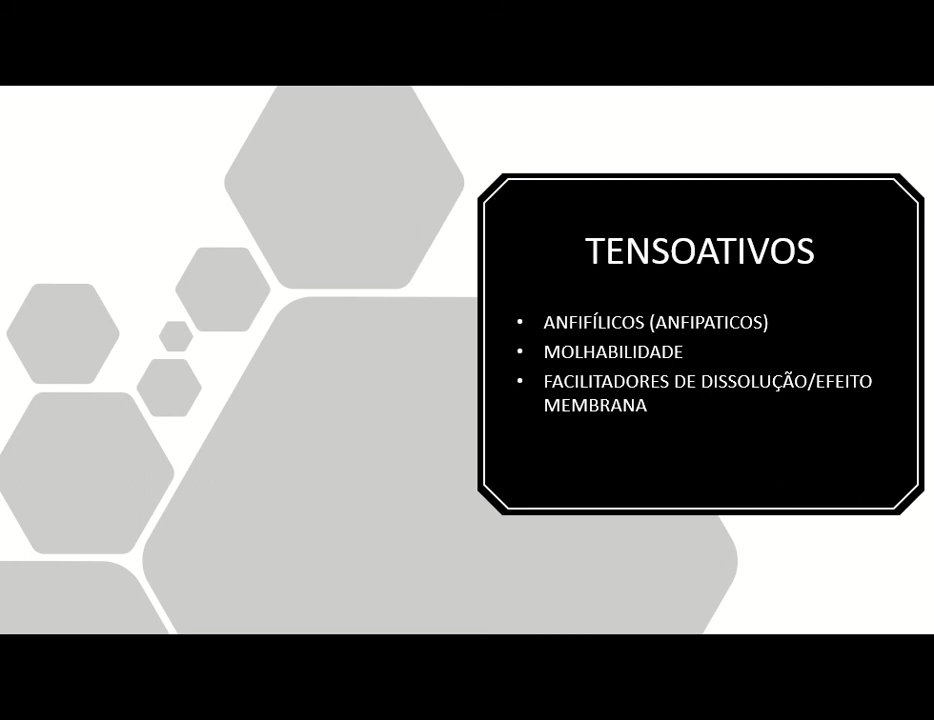 TENSOATIVOS
• ANFIFÍLICOS (ANFIPATICOS)
• MOLHABILIDADE
• FACILITADORES DE DISSOLUÇÃO/EFEITO
MEMBRANA